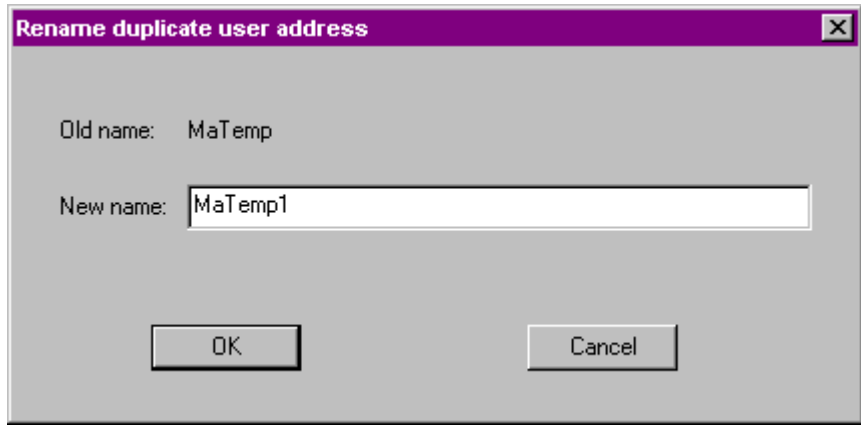 Rename duplicate user address
Old name: MaTemp
New name: MaTemp1
OK Cancel